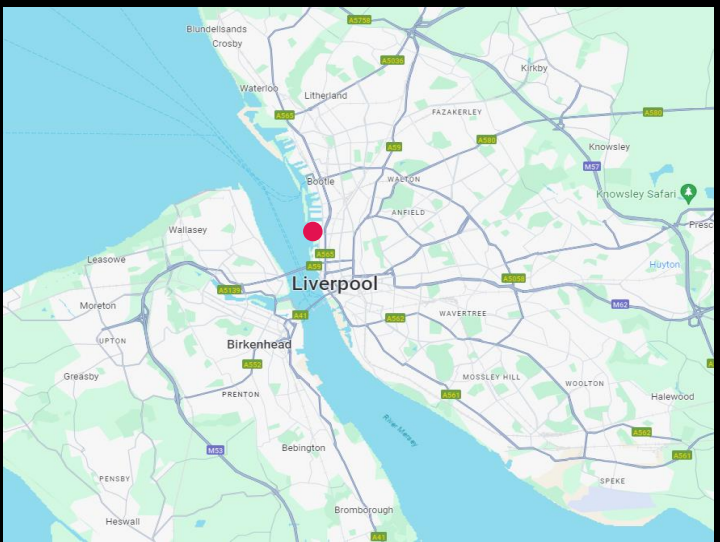 A5758
Blundellsands
Crosby
A5036
Kirkby
Waterloo
Litherland
A565
FAZAKERLEY
A580
A580
A59
Knowsley
M57
Bootle
WALTON
Knowsley Safari
ANFIELD
Presc
Wallasey
A565
A59
Leasowe
Huyton
A5058
Liverpool
A5139
Moreton
M62
A41
A562
WAVERTREE
UPTON
Birkenhead
A552
Greasby
MOSSLEY HILL
WOOLTON
PRENTON
A561
Halewood
River Mersey
A562
M53
Bebington
A561
PENSBY
SPEKE
Bromborough
Heswall
A41